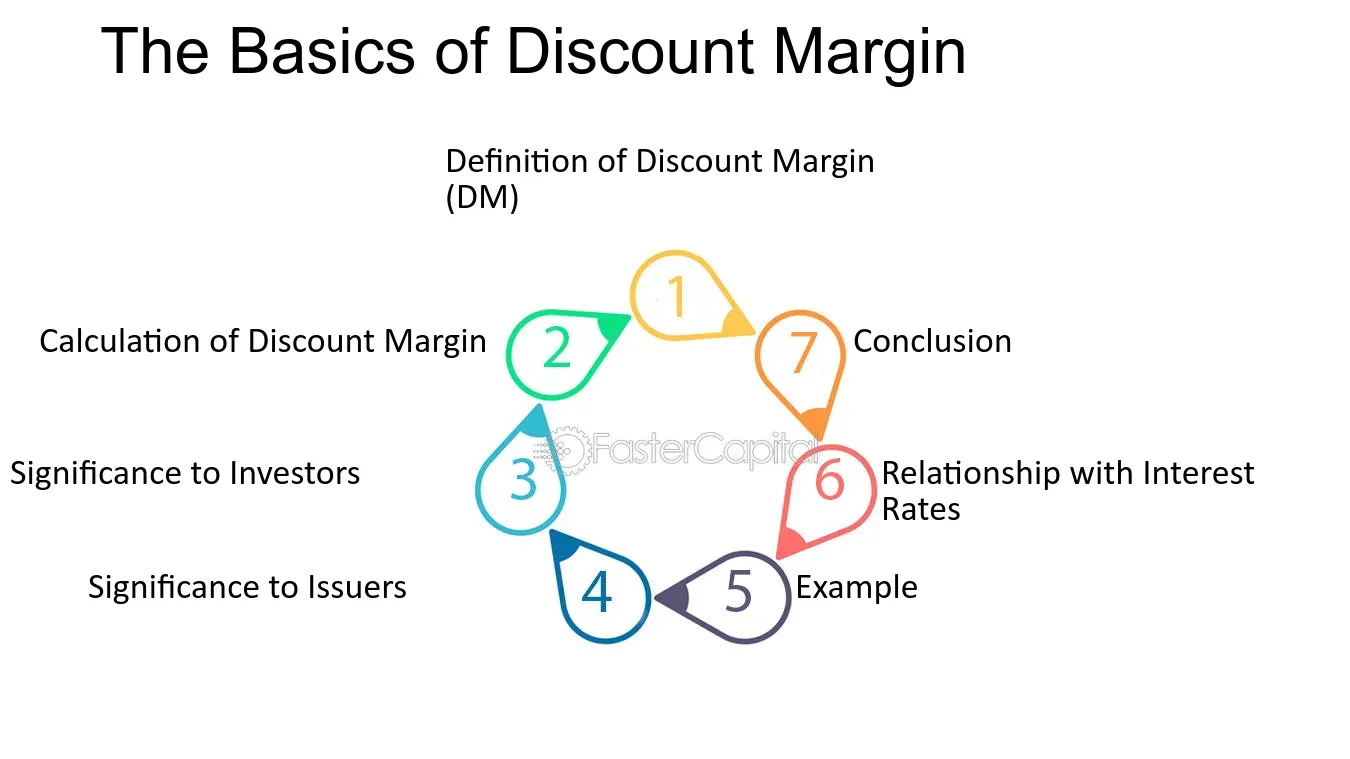 The Basics of Discount Margin
Definition of Discount Margin
(DM)
1
2
Calculation of Discount Margin
7
Conclusion
FasterCapital
3
Significance to Investors
6
Relationship with Interest
Rates
4
Significance to Issuers
5
Example